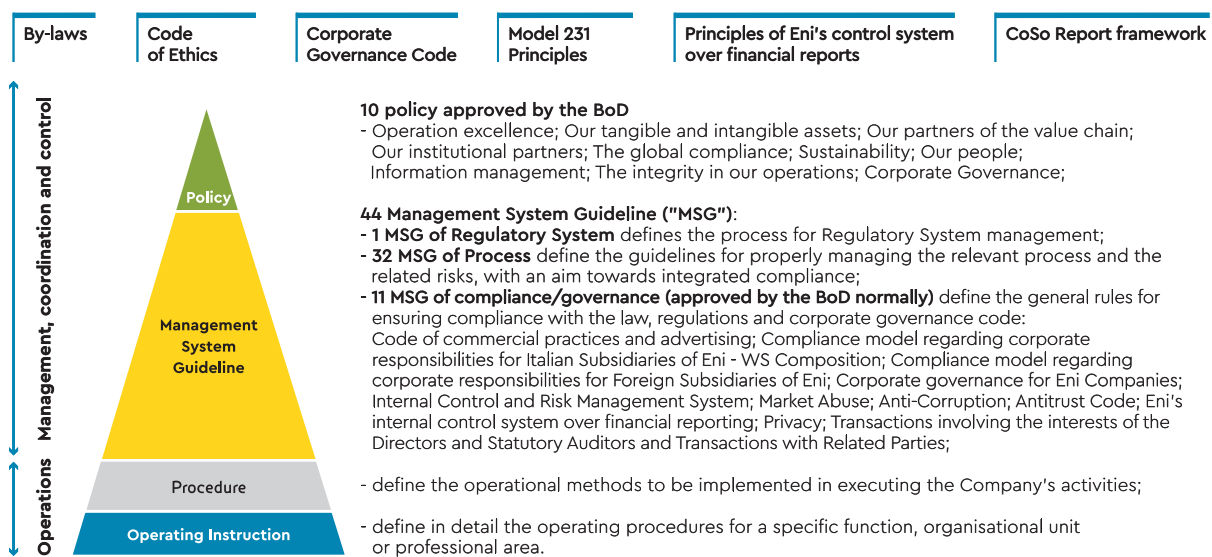 By-laws
Code
of Ethics
Corporate
Governance Code
Model 231
Principles
Principles of Eni's control system
over financial reports
CoSo Report framework
Management, coordination and control
Policy
10 policy approved by the BoD
- Operation excellence; Our tangible and intangible assets; Our partners of the value chain;
Our institutional partners; The global compliance; Sustainability; Our people;
Information management; The integrity in our operations; Corporate Governance;
Management
System
Guideline
44 Management System Guideline ("MSG"):
- 1 MSG of Regulatory System defines the process for Regulatory System management;
- 32 MSG of Process define the guidelines for properly managing the relevant process and the
related risks, with an aim towards integrated compliance;
- 11 MSG of compliance/governance (approved by the BoD normally) define the general rules for
ensuring compliance with the law, regulations and corporate governance code:
Code of commercial practices and advertising; Compliance model regarding corporate
responsibilities for Italian Subsidiaries of Eni - WS Composition; Compliance model regarding
corporate responsibilities for Foreign Subsidiaries of Eni; Corporate governance for Eni Companies;
Internal Control and Risk Management System; Market Abuse; Anti-Corruption; Antitrust Code; Eni's
internal control system over financial reporting; Privacy; Transactions involving the interests of the
Directors and Statutory Auditors and Transactions with Related Parties;
Operations
Procedure
- define the operational methods to be implemented in executing the Company's activities;
Operating Instruction
- define in detail the operating procedures for a specific function, organisational unit
or professional area.